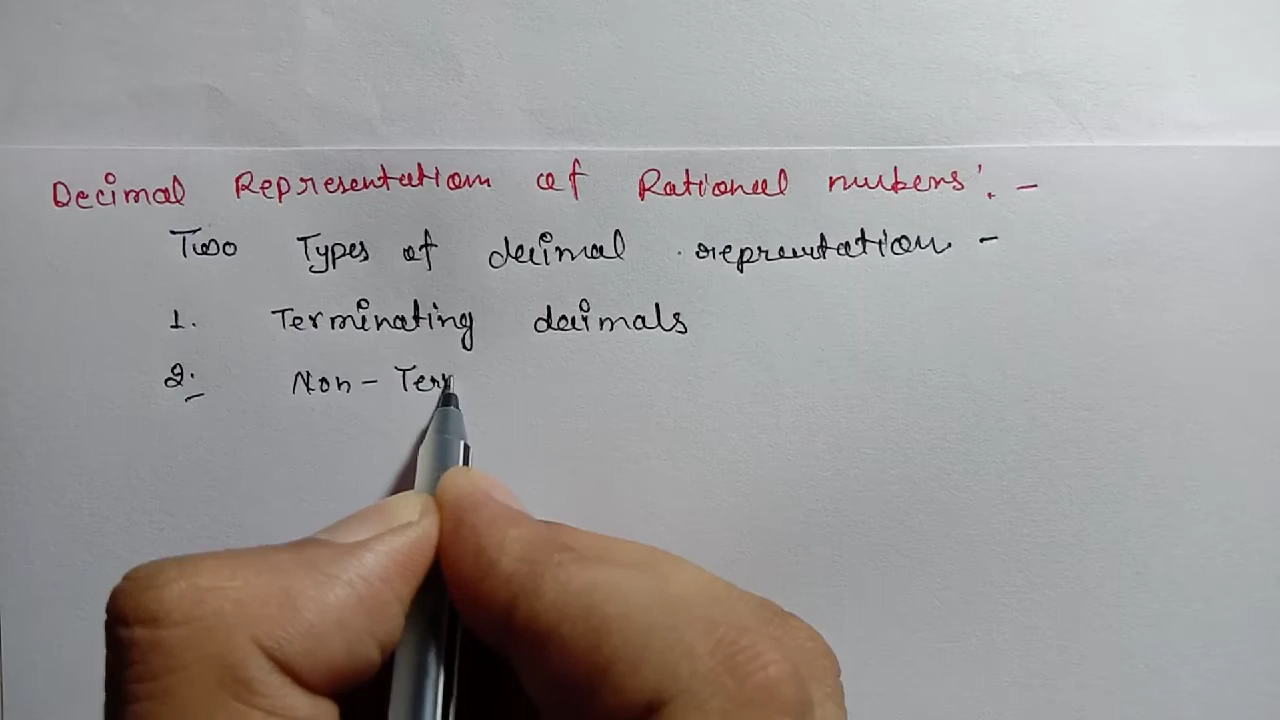 Decimal Representation of Rational numbers :-
Two Types of decimal representation -
1. Terminating decimals
2. Non-Ter